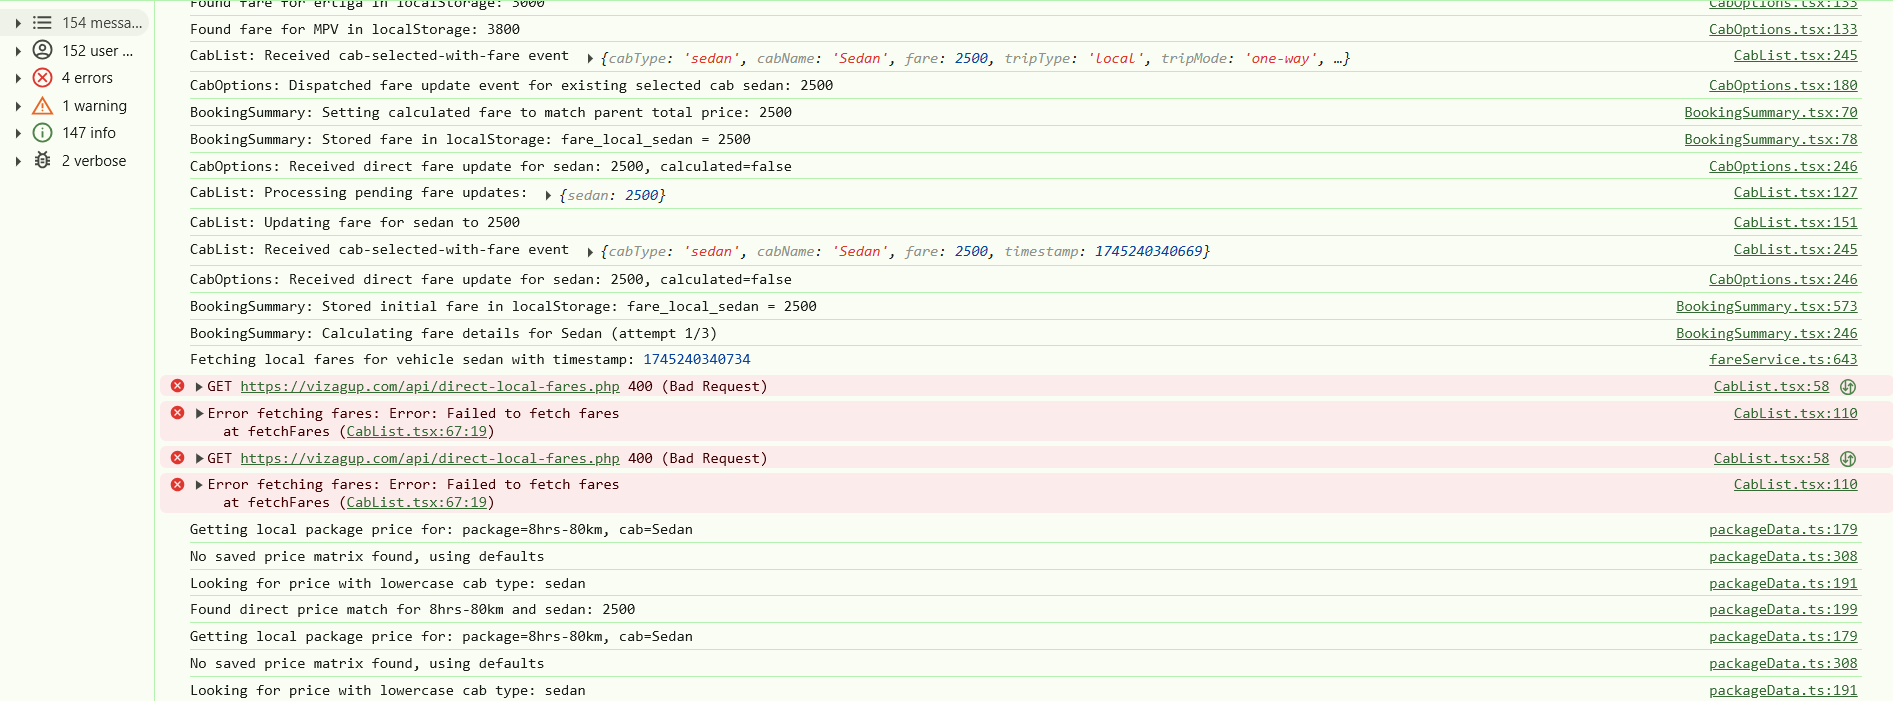 154 messa...
152 user ...
4 errors
1 warning
147 info
2 verbose
Found fare for ertiga in localStorage: 3000 CabOptions.tsx:133
Found fare for MPV in localStorage: 3800 CabOptions.tsx:133
CabList: Received cab-selected-with-fare event {cabType: 'sedan', cabName: 'Sedan', fare: 2500, tripType: 'local', tripMode: 'one-way', …} CabList.tsx:245
CabOptions: Dispatched fare update event for existing selected cab sedan: 2500 CabOptions.tsx:180
BookingSummary: Setting calculated fare to match parent total price: 2500 BookingSummary.tsx:70
BookingSummary: Stored fare in localStorage: fare_local_sedan = 2500 BookingSummary.tsx:78
CabOptions: Received direct fare update for sedan: 2500, calculated=false CabOptions.tsx:246
CabList: Processing pending fare updates: {sedan: 2500} CabList.tsx:127
CabList: Updating fare for sedan to 2500 CabList.tsx:151
CabList: Received cab-selected-with-fare event {cabType: 'sedan', cabName: 'Sedan', fare: 2500, timestamp: 1745240340669} CabList.tsx:245
CabOptions: Received direct fare update for sedan: 2500, calculated=false CabOptions.tsx:246
BookingSummary: Stored initial fare in localStorage: fare_local_sedan = 2500 BookingSummary.tsx:573
BookingSummary: Calculating fare details for Sedan (attempt 1/3) BookingSummary.tsx:246
Fetching local fares for vehicle sedan with timestamp: 1745240340734 fareService.ts:643
GET https://vizagup.com/api/direct-local-fares.php 400 (Bad Request) CabList.tsx:58
Error fetching fares: Error: Failed to fetch fares CabList.tsx:110
at fetchFares (CabList.tsx:67:19)
GET https://vizagup.com/api/direct-local-fares.php 400 (Bad Request) CabList.tsx:58
Error fetching fares: Error: Failed to fetch fares CabList.tsx:110
at fetchFares (CabList.tsx:67:19)
Getting local package price for: package=8hrs-80km, cab=Sedan packageData.ts:179
No saved price matrix found, using defaults packageData.ts:308
Looking for price with lowercase cab type: sedan packageData.ts:191
Found direct price match for 8hrs-80km and sedan: 2500 packageData.ts:199
Getting local package price for: package=8hrs-80km, cab=Sedan packageData.ts:179
No saved price matrix found, using defaults packageData.ts:308
Looking for price with lowercase cab type: sedan packageData.ts:191